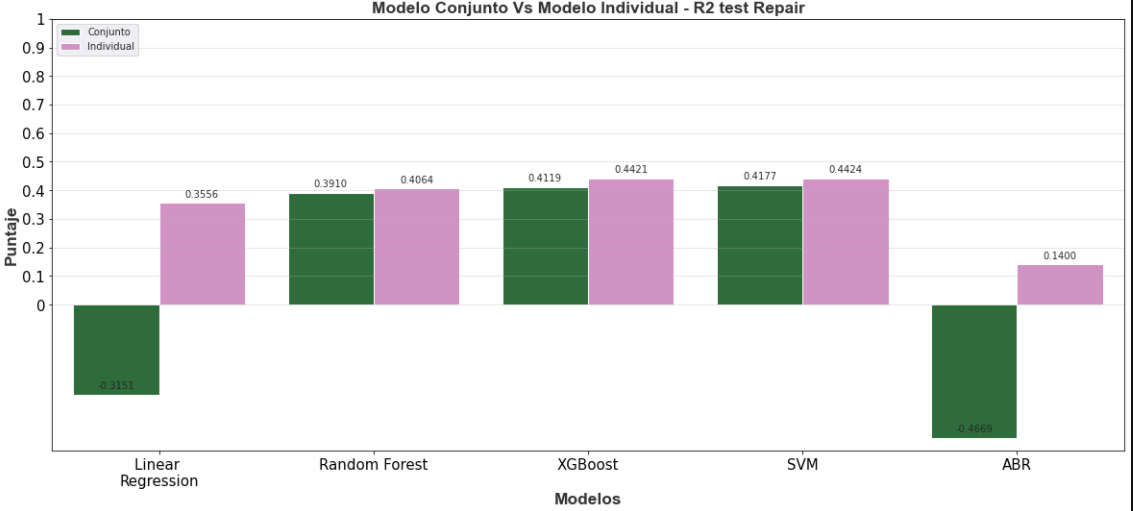 Modelo Conjunto Vs Modelo Individual - R2 test Repair
Conjunto
Individual
Puntaje
1
0.9
0.8
0.7
0.6
0.5
0.4
0.3
0.2
0.1
0
-0.3151
0.3556
0.3910
0.4064
0.4119
0.4421
0.4177
0.4424
-0.4669
0.1400
Linear
Regression
Random Forest
XGBoost
SVM
ABR
Modelos